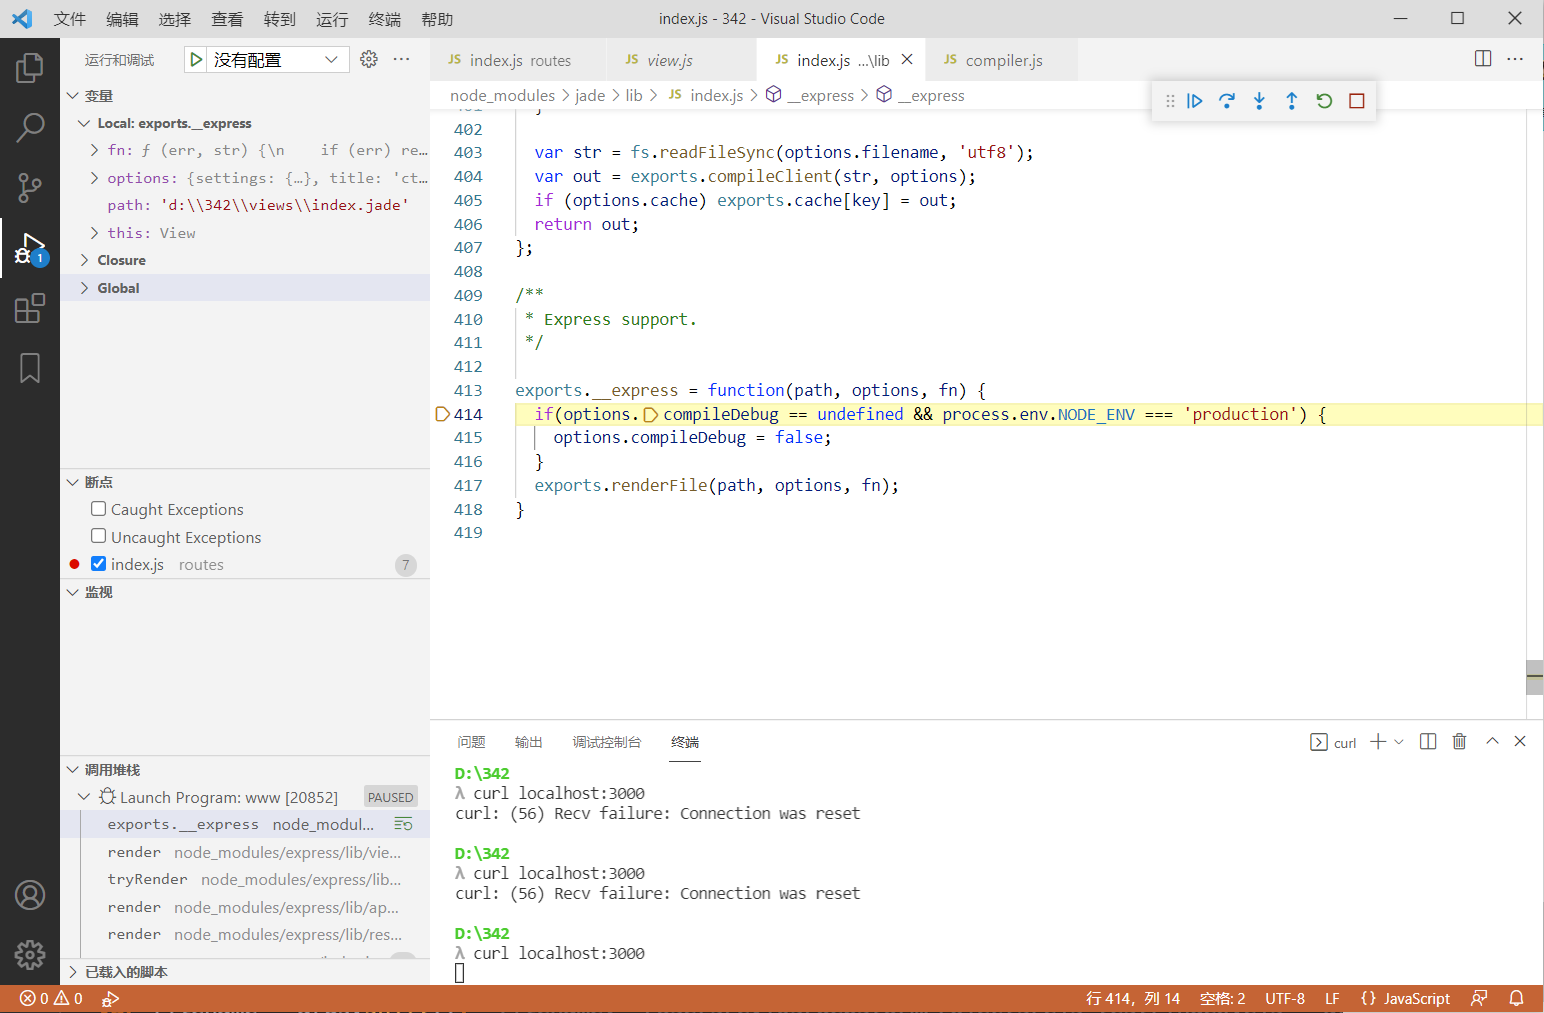 文件 编辑 选择 查看 转到 运行 终端 帮助
index.js - 342 - Visual Studio Code
运行和调试
没有配置
JS index.js routes
JS view.js
JS index.js ...\lib
JS compiler.js
node_modules > jade > lib > JS index.js > __express > __express
变量
Local: exports.__express
fn: ƒ (err, str) {\n    if (err) re…
options: {settings: {…}, title: 'ct…
path: 'd:\\342\\views\\index.jade'
this: View
Closure
Global
断点
Caught Exceptions
Uncaught Exceptions
index.js routes 7
监视
调用堆栈
Launch Program: www [20852] PAUSED
exports.__express node_modul...
render node_modules/express/lib/vie...
tryRender node_modules/express/lib...
render node_modules/express/lib/ap...
render node_modules/express/lib/res...
已载入的脚本
1
402
403   var str = fs.readFileSync(options.filename, 'utf8');
404   var out = exports.compileClient(str, options);
405   if (options.cache) exports.cache[key] = out;
406   return out;
407 };
408
409 /**
410  * Express support.
411  */
412
413 exports.__express = function(path, options, fn) {
414   if(options.compileDebug == undefined && process.env.NODE_ENV === 'production') {
415     options.compileDebug = false;
416   }
417   exports.renderFile(path, options, fn);
418 }
419
问题 输出 调试控制台 终端
curl
D:\342
λ curl localhost:3000
curl: (56) Recv failure: Connection was reset
D:\342
λ curl localhost:3000
curl: (56) Recv failure: Connection was reset
D:\342
λ curl localhost:3000
0 0
行 414，列 14 空格: 2 UTF-8 LF {} JavaScript